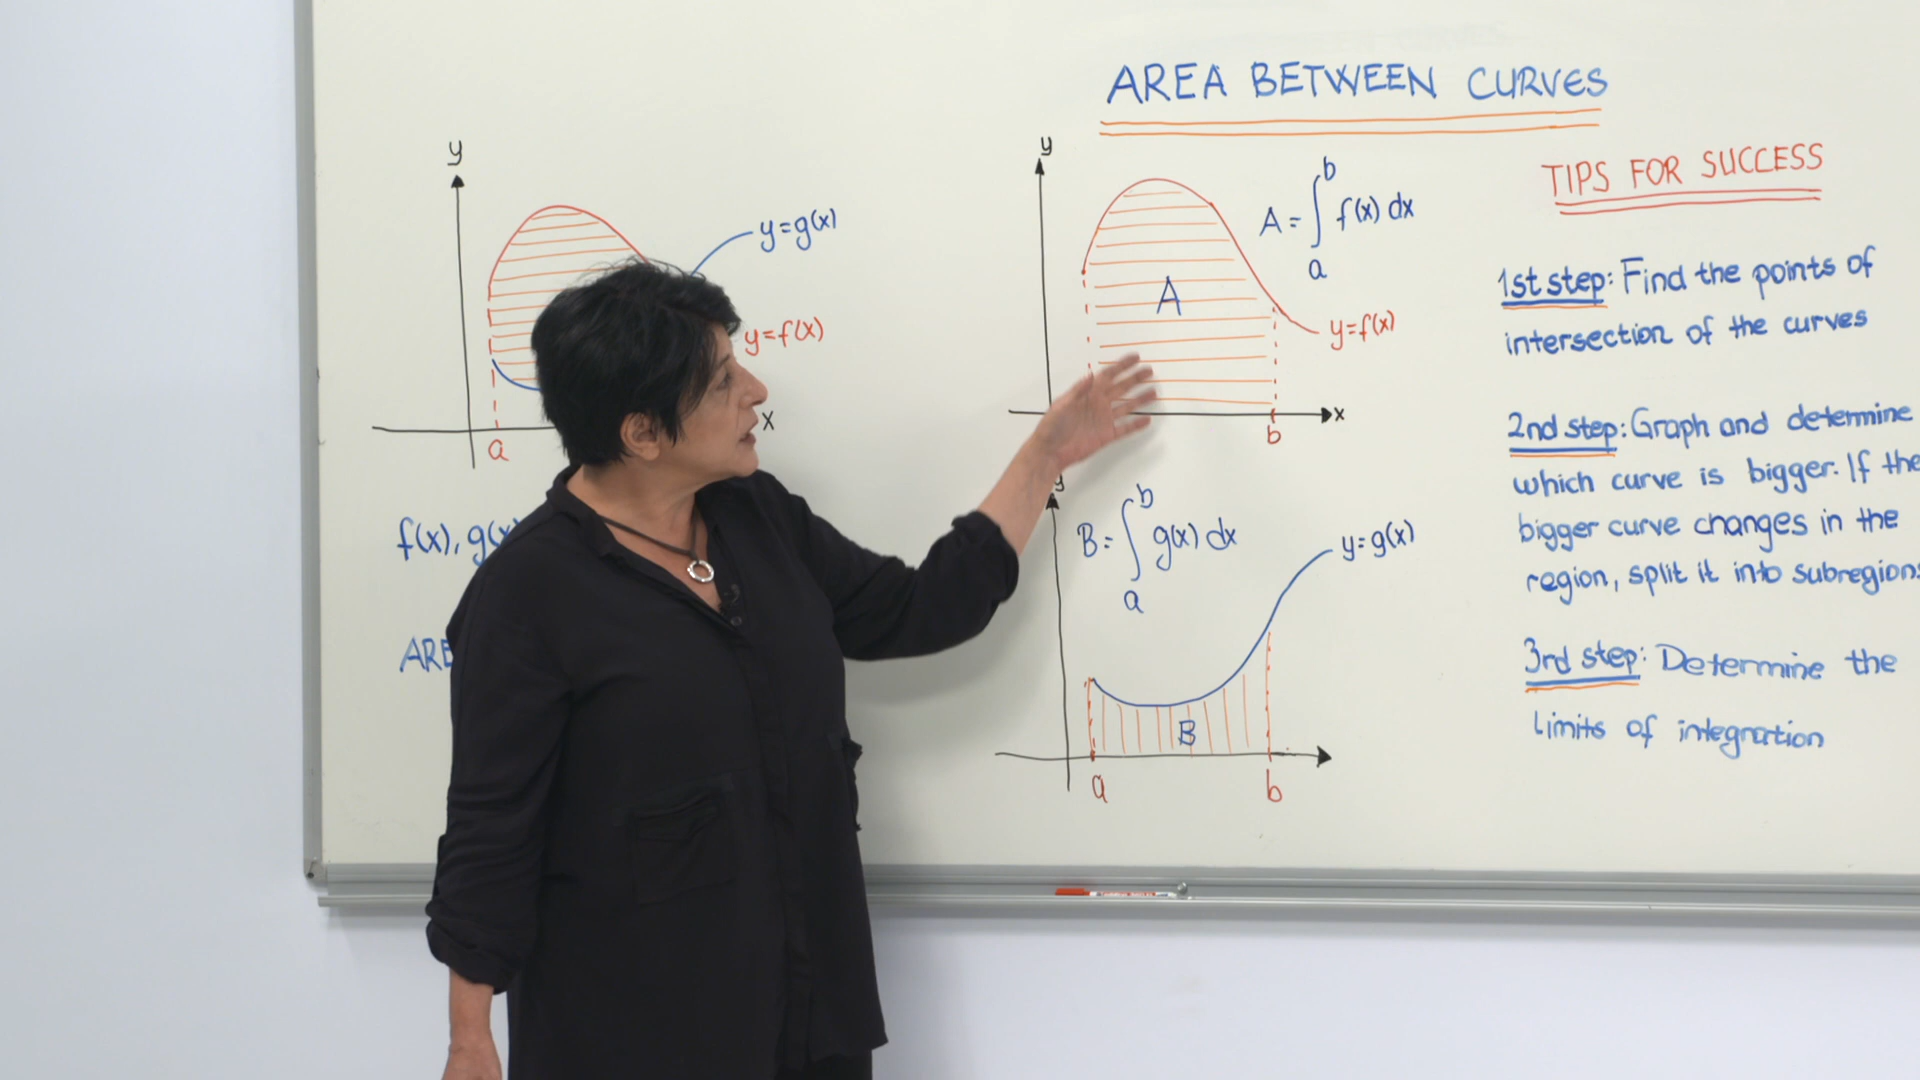 AREA BETWEEN CURVES
y
y=g(x)
y=f(x)
x
a
f(x), g(x)
ARE
y
b
A = ∫ f(x) dx
a
A
y=f(x)
x
b
y
b
B = ∫ g(x) dx
a
y=g(x)
B
a
b
TIPS FOR SUCCESS
1st step: Find the points of
intersection of the curves
2nd step: Graph and determine
which curve is bigger. If the
bigger curve changes in the
region, split it into subregions
3rd step: Determine the
limits of integration